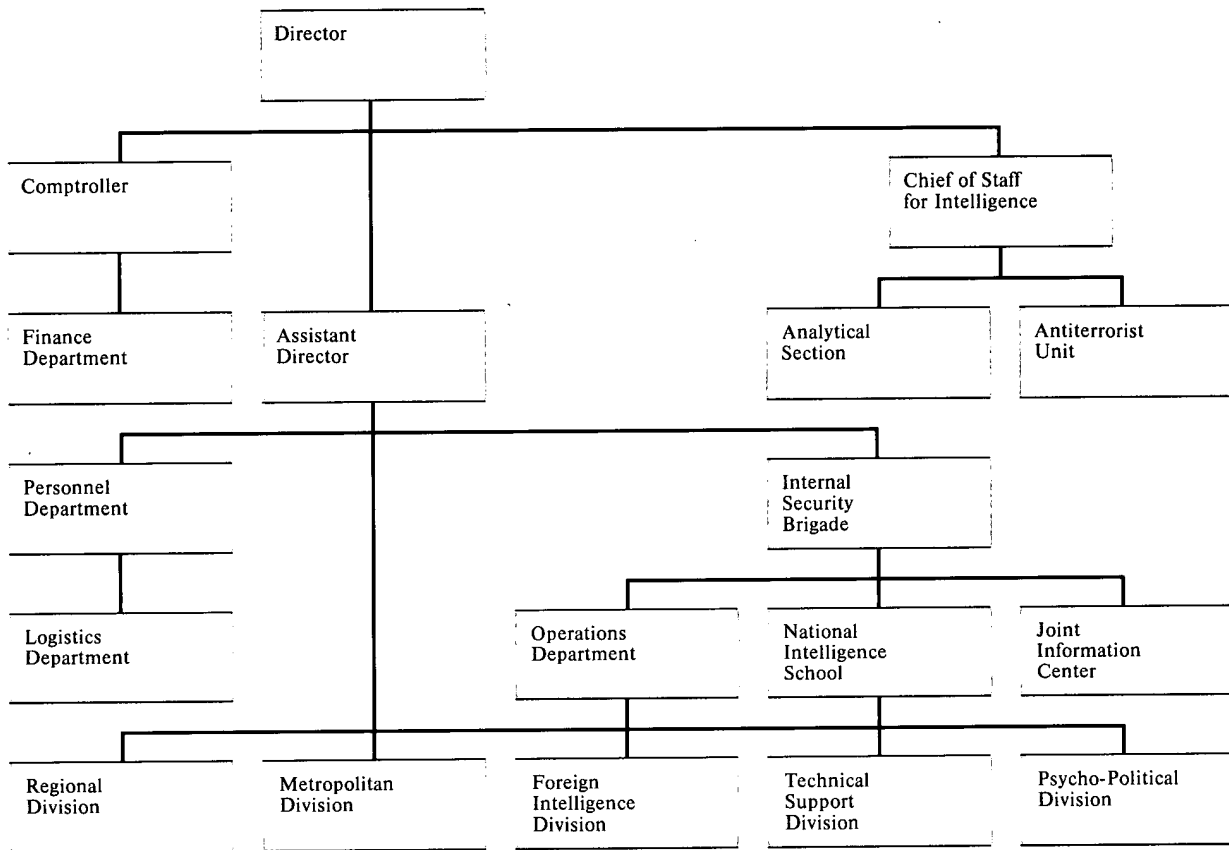 Director
Comptroller
Chief of Staff
for Intelligence
Finance
Department
Assistant
Director
Analytical
Section
Antiterrorist
Unit
Personnel
Department
Internal
Security
Brigade
Logistics
Department
Operations
Department
National
Intelligence
School
Joint
Information
Center
Regional
Division
Metropolitan
Division
Foreign
Intelligence
Division
Technical
Support
Division
Psycho-Political
Division